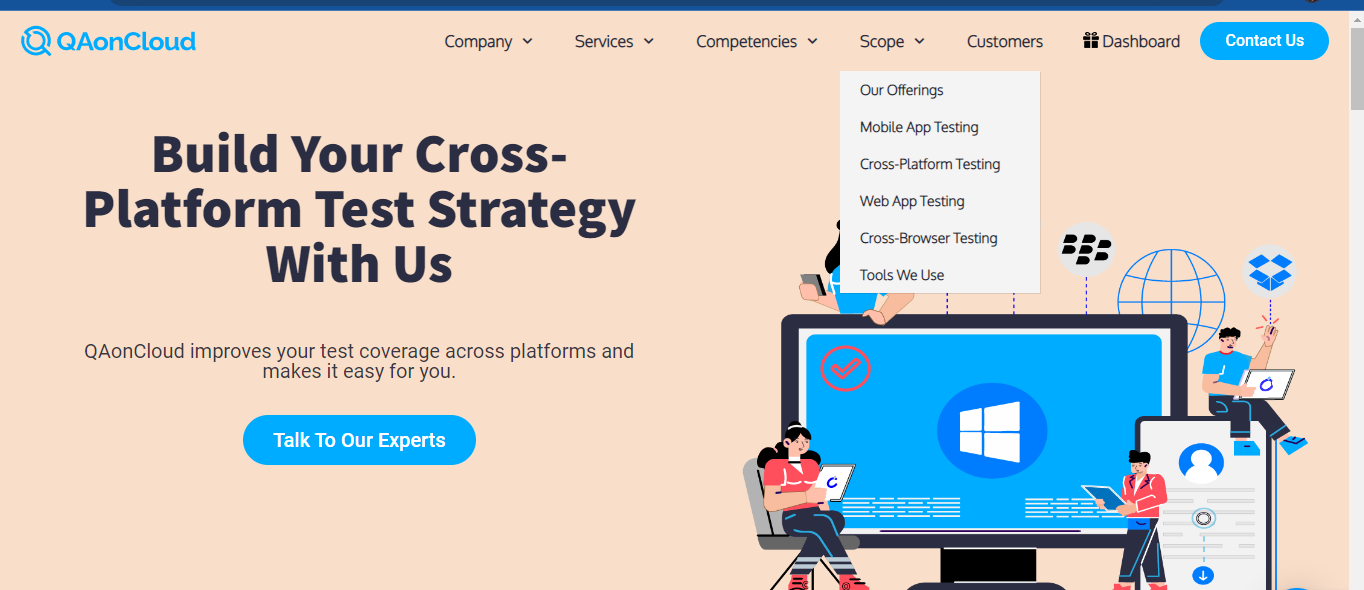 QAonCloud
Company
Services
Competencies
Scope
Customers
Dashboard
Contact Us
Our Offerings
Mobile App Testing
Cross-Platform Testing
Web App Testing
Cross-Browser Testing
Tools We Use
Build Your Cross-
Platform Test Strategy
With Us
QAonCloud improves your test coverage across platforms and
makes it easy for you.
Talk To Our Experts